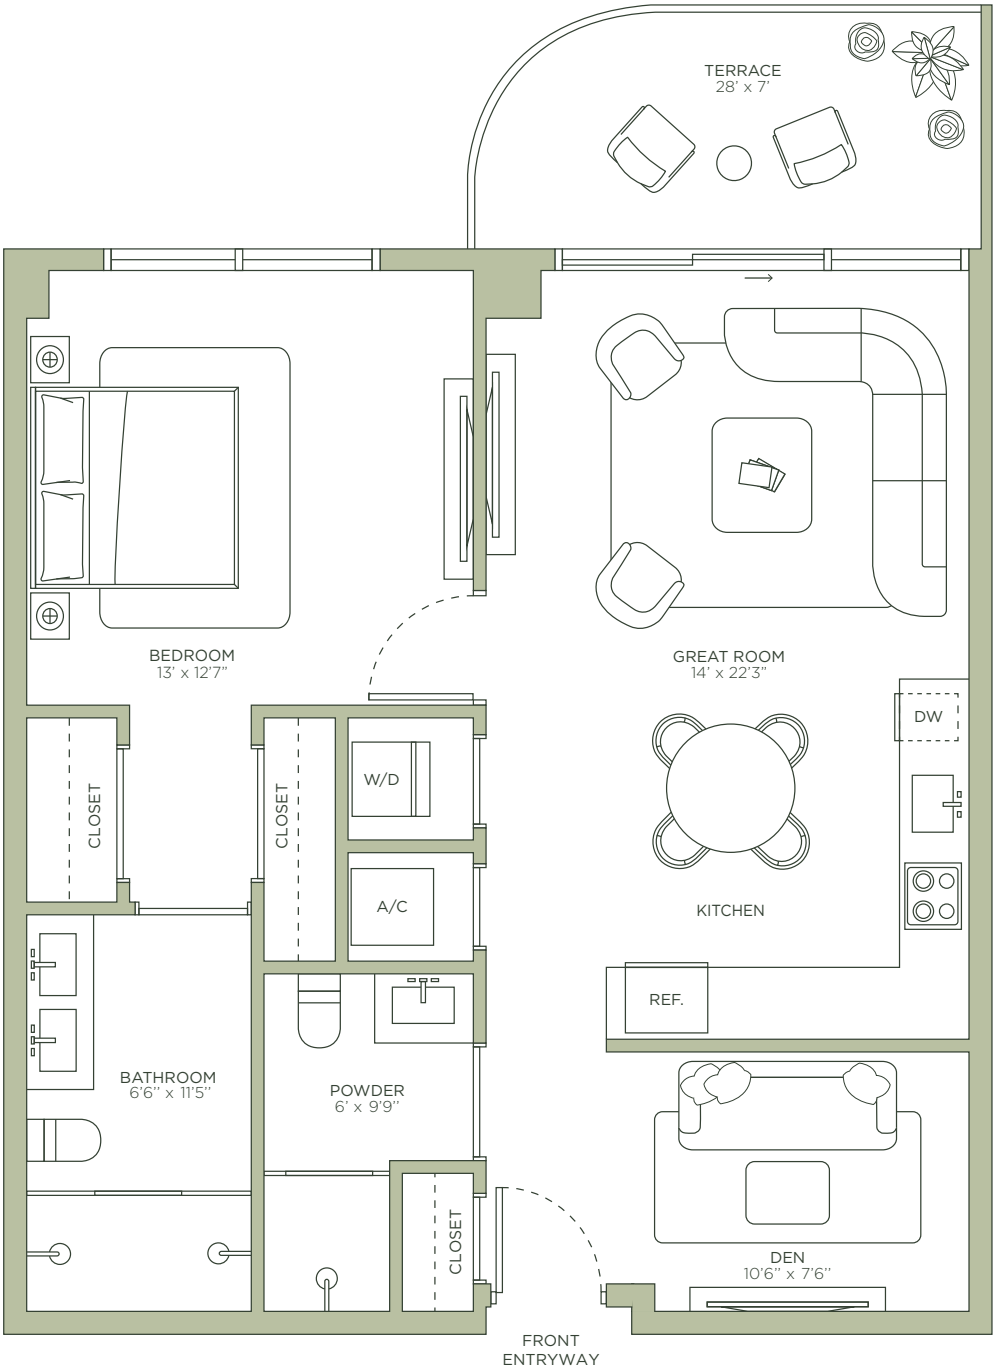 TERRACE
28' x 7'
BEDROOM
13' x 12'7"
GREAT ROOM
14' x 22'3"
DW
CLOSET
CLOSET
W/D
A/C
KITCHEN
REF.
BATHROOM
6'6" x 11'5"
POWDER
6' x 9'9"
CLOSET
DEN
10'6" x 7'6"
FRONT
ENTRYWAY